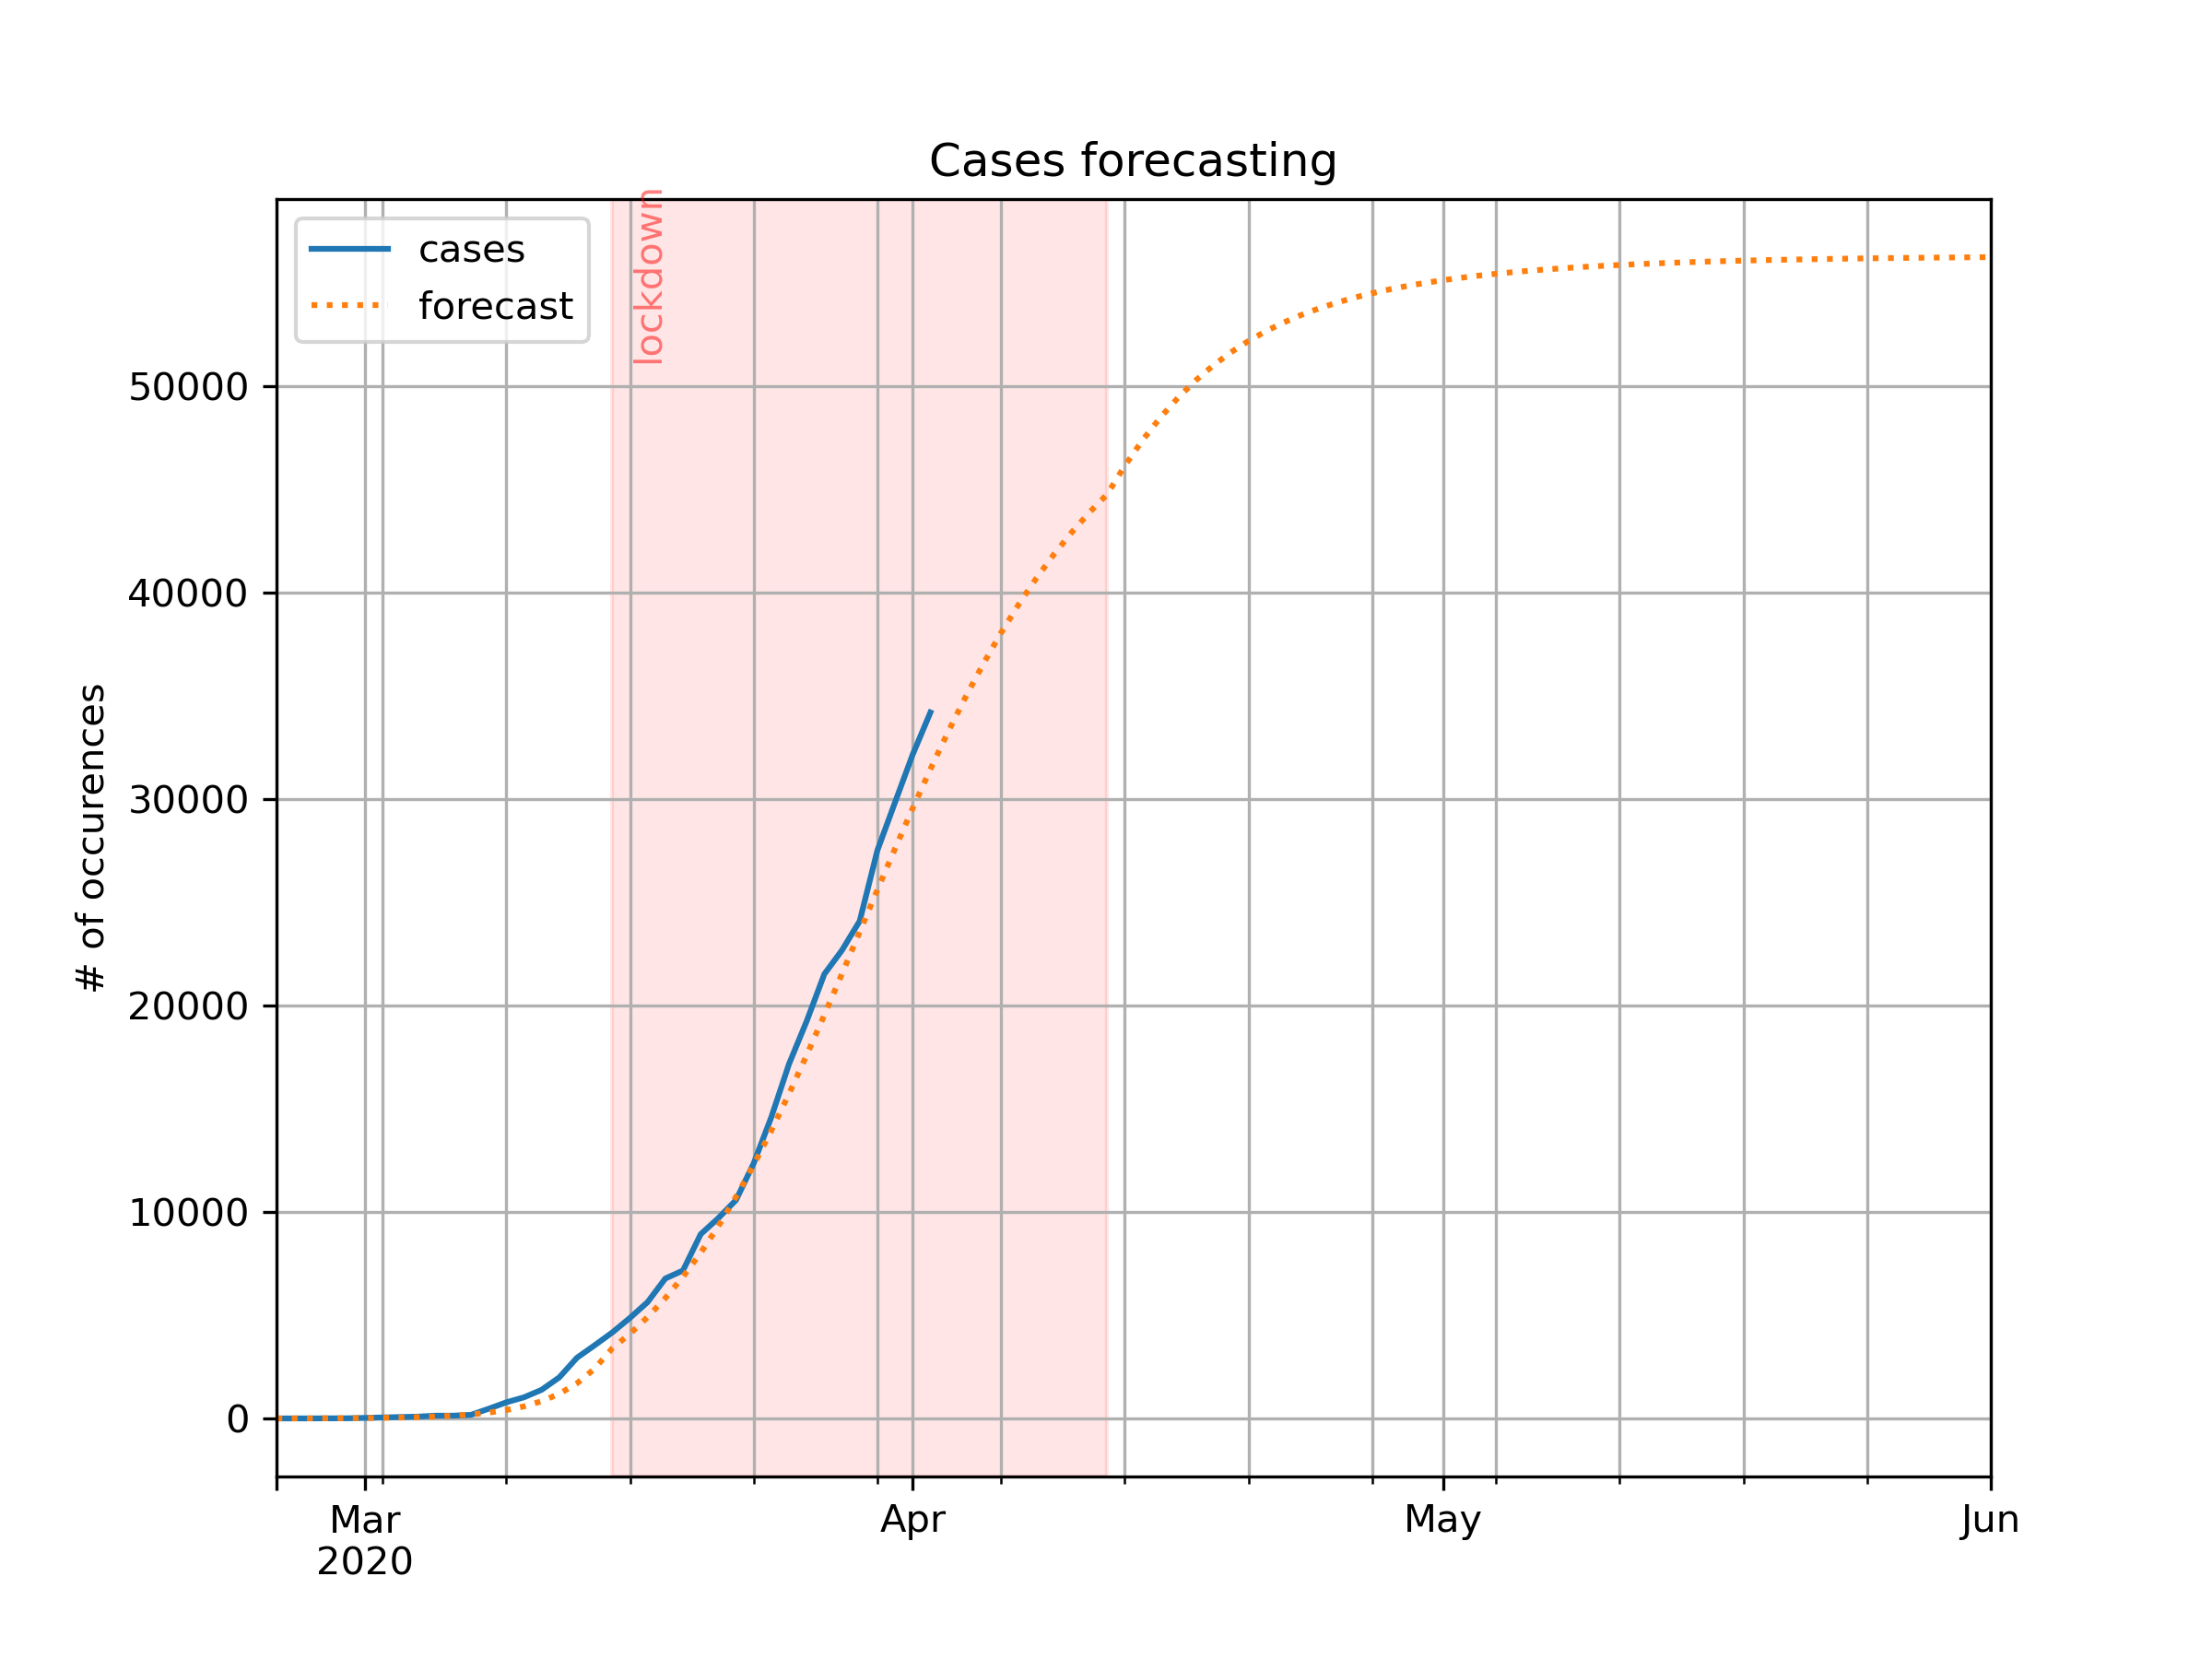 Cases forecasting
cases
forecast
lockdown
# of occurences
50000
40000
30000
20000
10000
0
Mar
2020
Apr
May
Jun